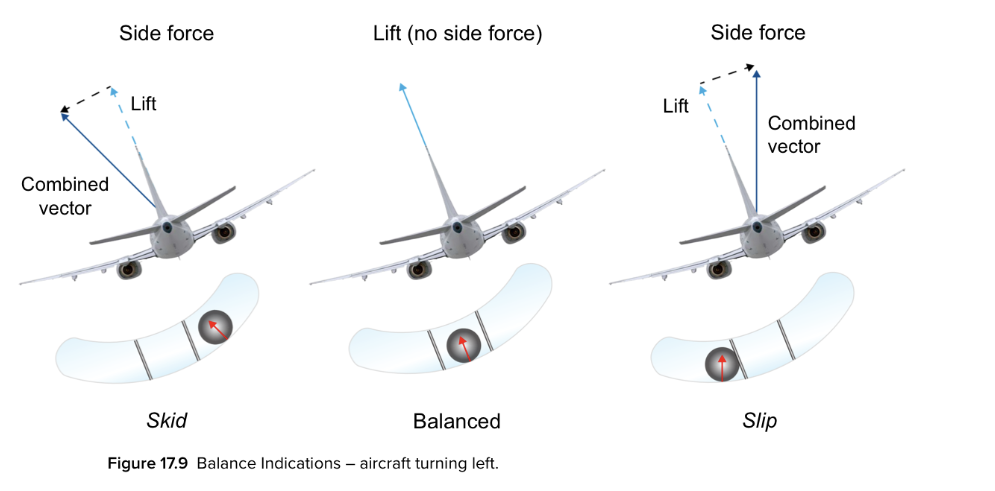 Side force
Lift (no side force)
Side force
Lift
Lift
Combined
vector
Combined
vector
Skid
Balanced
Slip
Figure 17.9 Balance Indications – aircraft turning left.